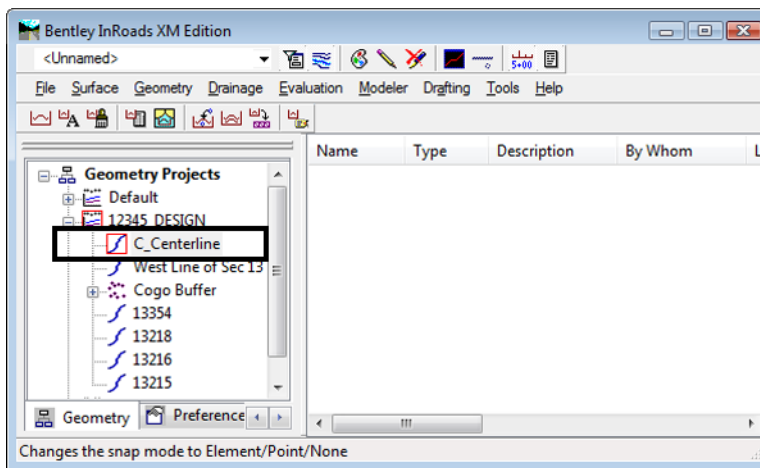 Bentley InRoads XM Edition
<Unnamed>
5+00
File Surface Geometry Drainage Evaluation Modeler Drafting Tools Help
Name Type Description By Whom L
Geometry Projects
Default
12345_DESIGN
C_Centerline
West Line of Sec 13
Cogo Buffer
13354
13218
13216
13215
Geometry Preference
Changes the snap mode to Element/Point/None